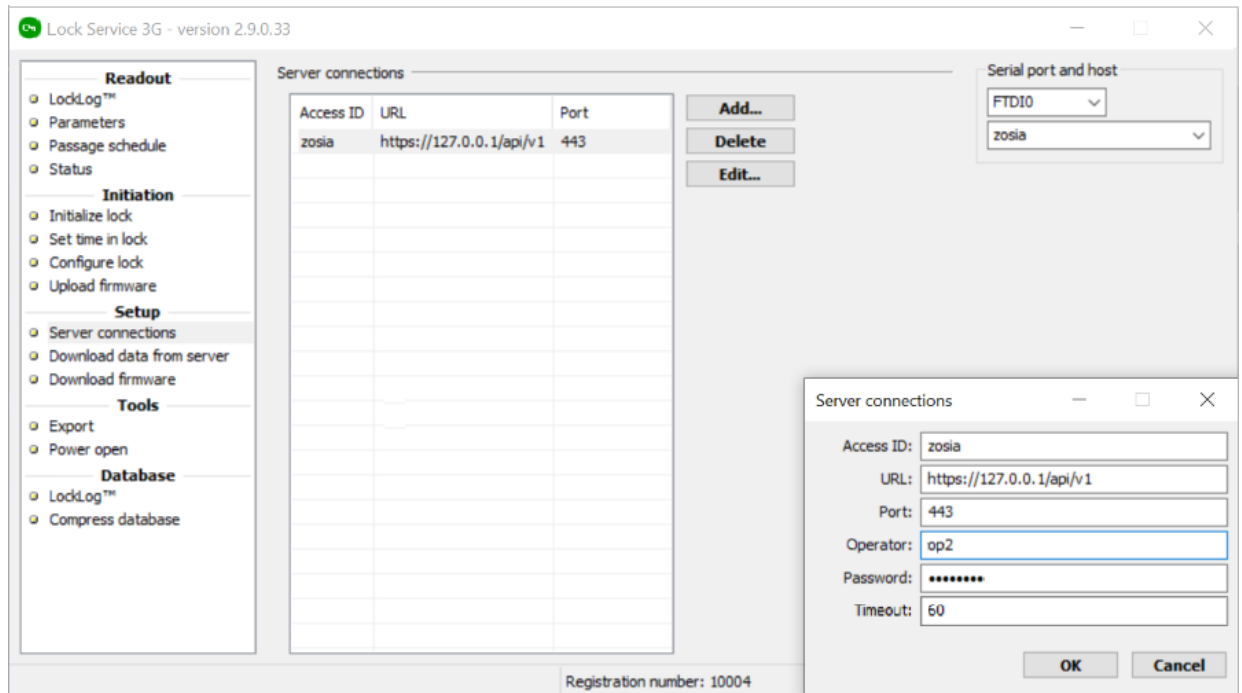 Lock Service 3G - version 2.9.0.33
Readout
LockLog™
Parameters
Passage schedule
Status
Initiation
Initialize lock
Set time in lock
Configure lock
Upload firmware
Setup
Server connections
Download data from server
Download firmware
Tools
Export
Power open
Database
LockLog™
Compress database
Server connections
Access ID URL Port
zosia https://127.0.0.1/api/v1 443
Add...
Delete
Edit...
Serial port and host
FTDI0
zosia
Server connections
Access ID: zosia
URL: https://127.0.0.1/api/v1
Port: 443
Operator: op2
Password: ••••••••
Timeout: 60
OK Cancel
Registration number: 10004